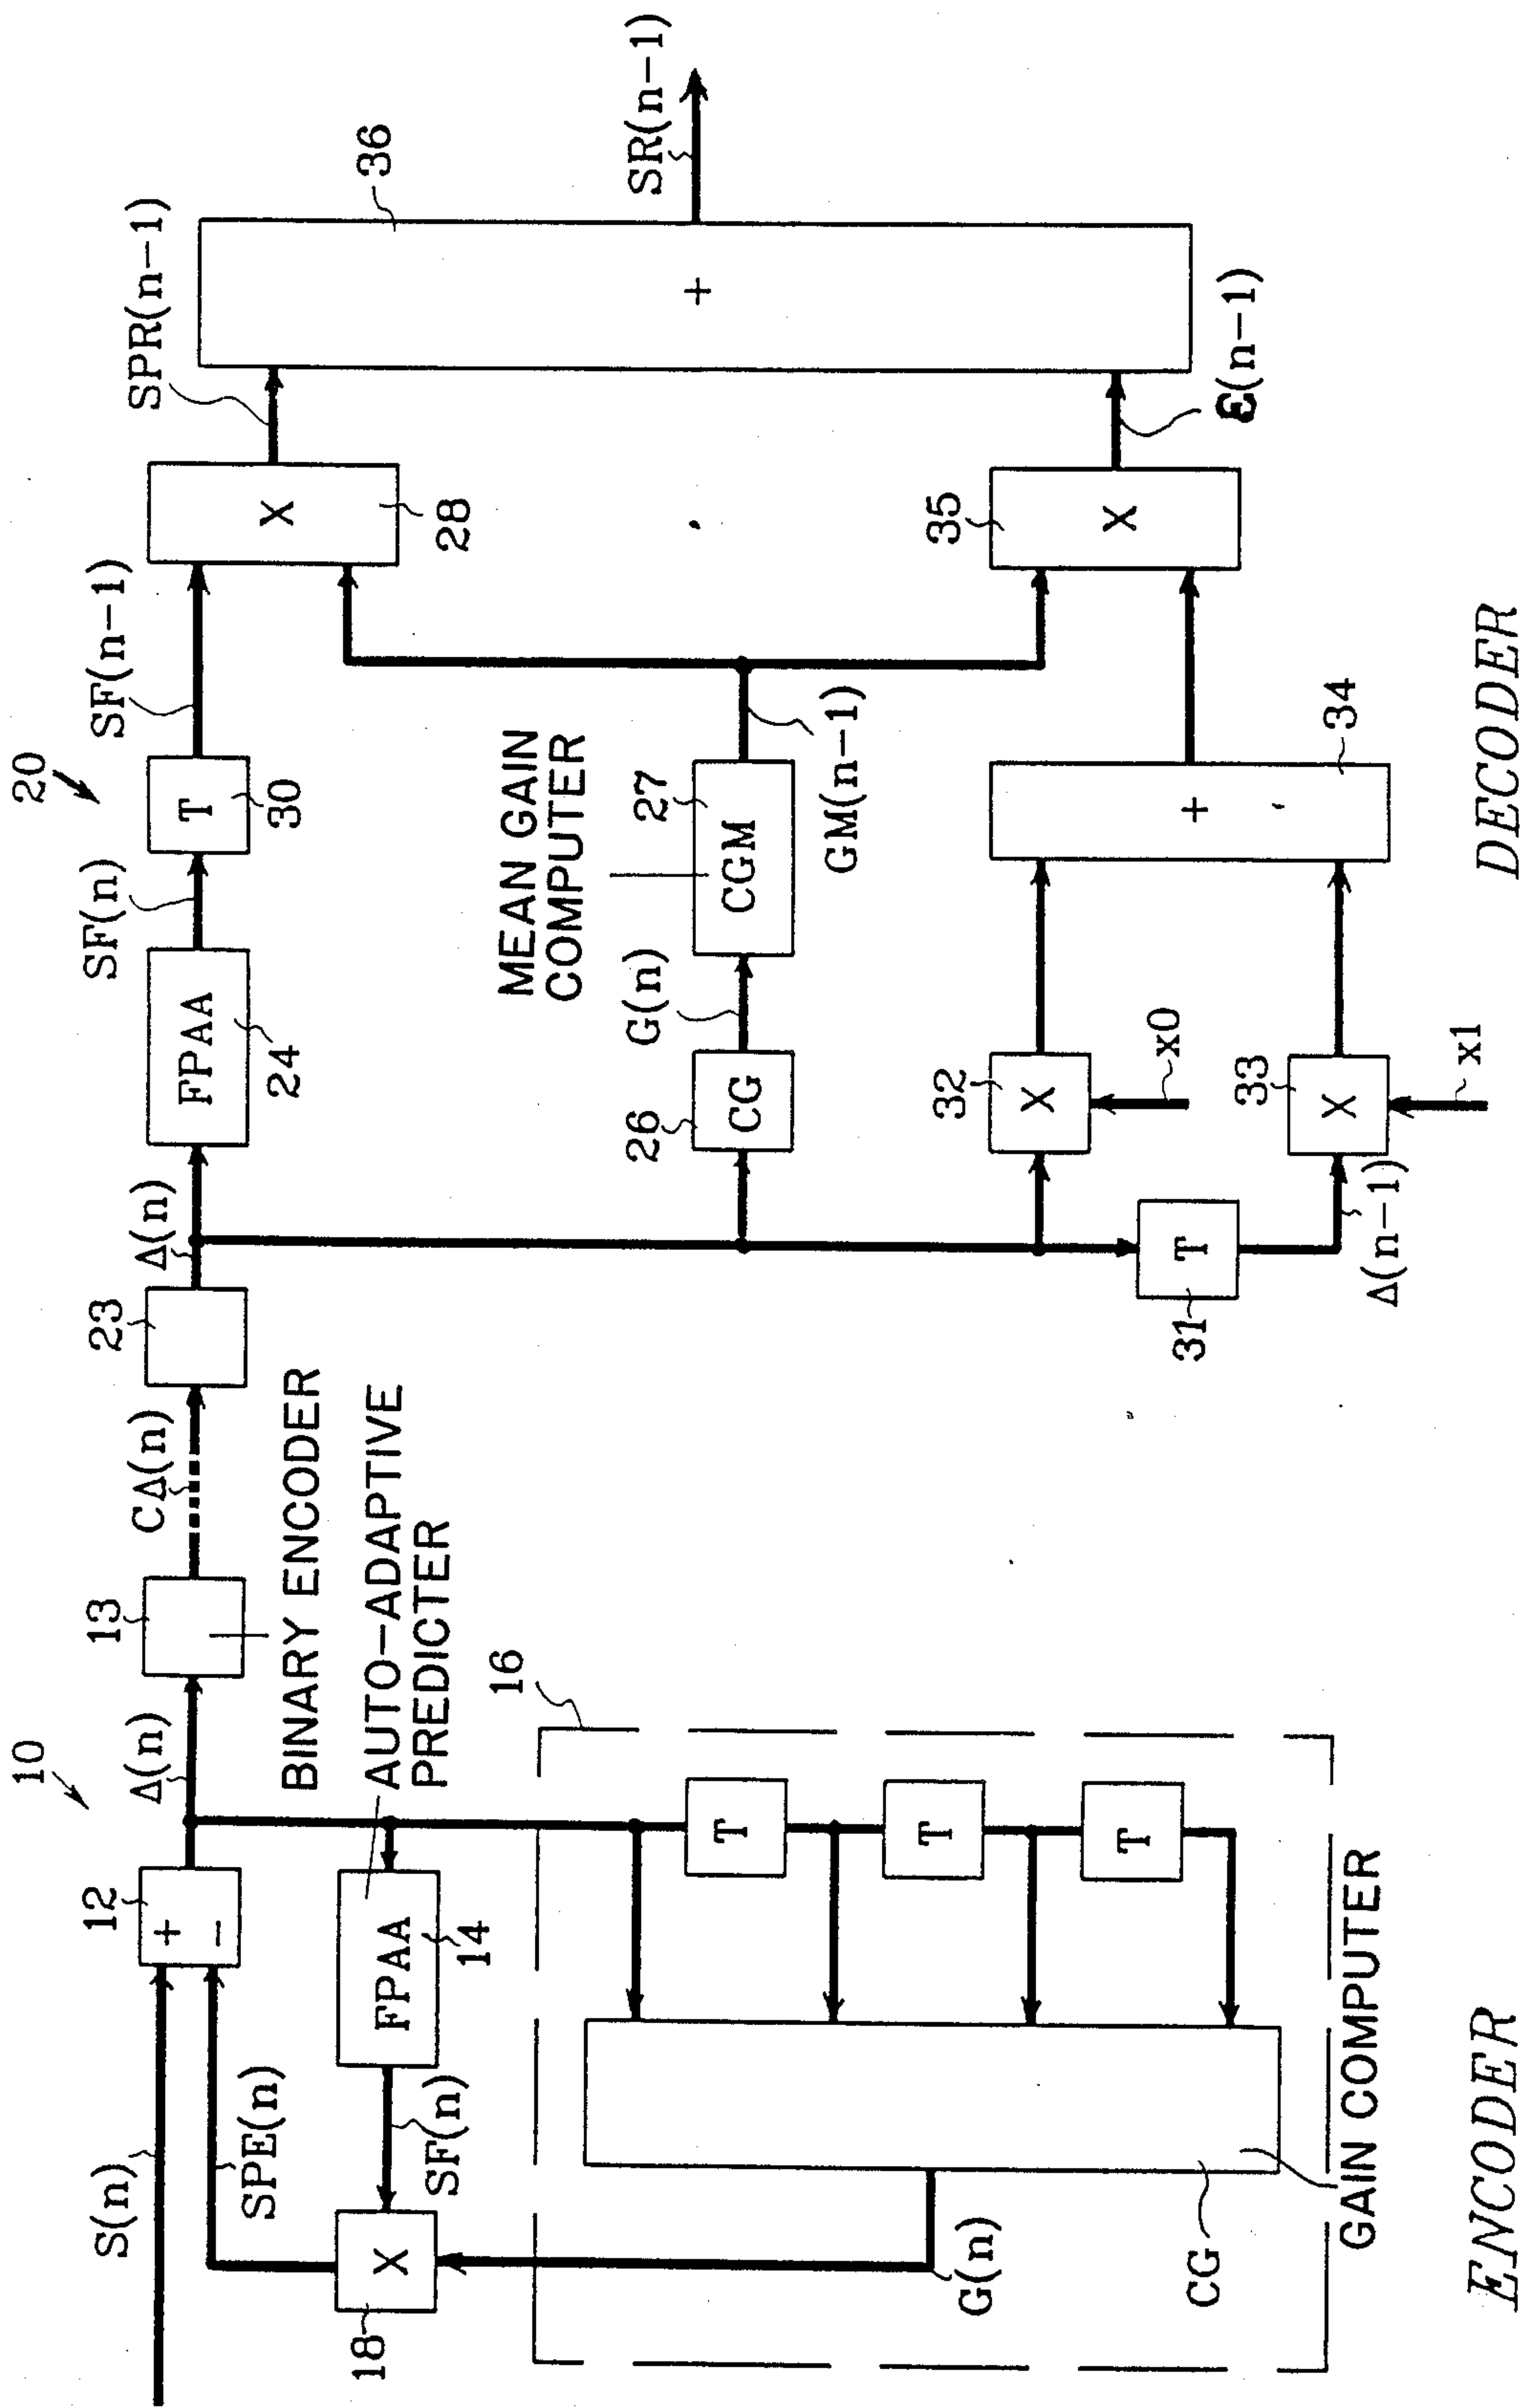 10
S(n)
12
+
−
Δ(n)
13
CΔ(n)
BINARY ENCODER
SPE(n)
FPAA
14
AUTO-ADAPTIVE
PREDICTER
SF(n)
X
18
16
T
T
T
G(n)
CG
GAIN COMPUTER
ENCODER
20
23
Δ(n)
FPAA
24
SF(n)
T
30
SF(n-1)
X
28
SPR(n-1)
36
+
SR(n-1)
MEAN GAIN
COMPUTER
26
CG
G(n)
CGM
27
GM(n-1)
32
X
x0
33
X
x1
T
31
Δ(n-1)
+
-
34
35
X
Ɛ(n-1)
DECODER